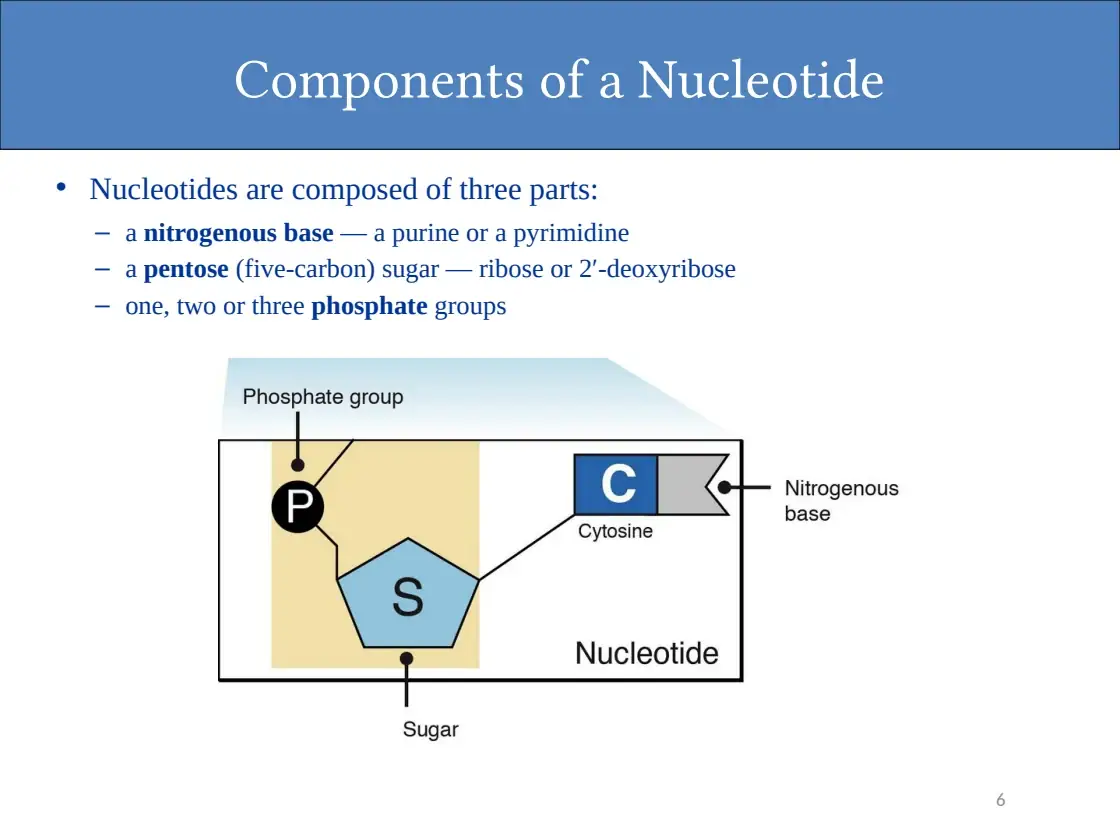 Components of a Nucleotide
• Nucleotides are composed of three parts:
– a nitrogenous base — a purine or a pyrimidine
– a pentose (five-carbon) sugar — ribose or 2′-deoxyribose
– one, two or three phosphate groups
Phosphate group
P
C
Nitrogenous
base
Cytosine
S
Nucleotide
Sugar
6